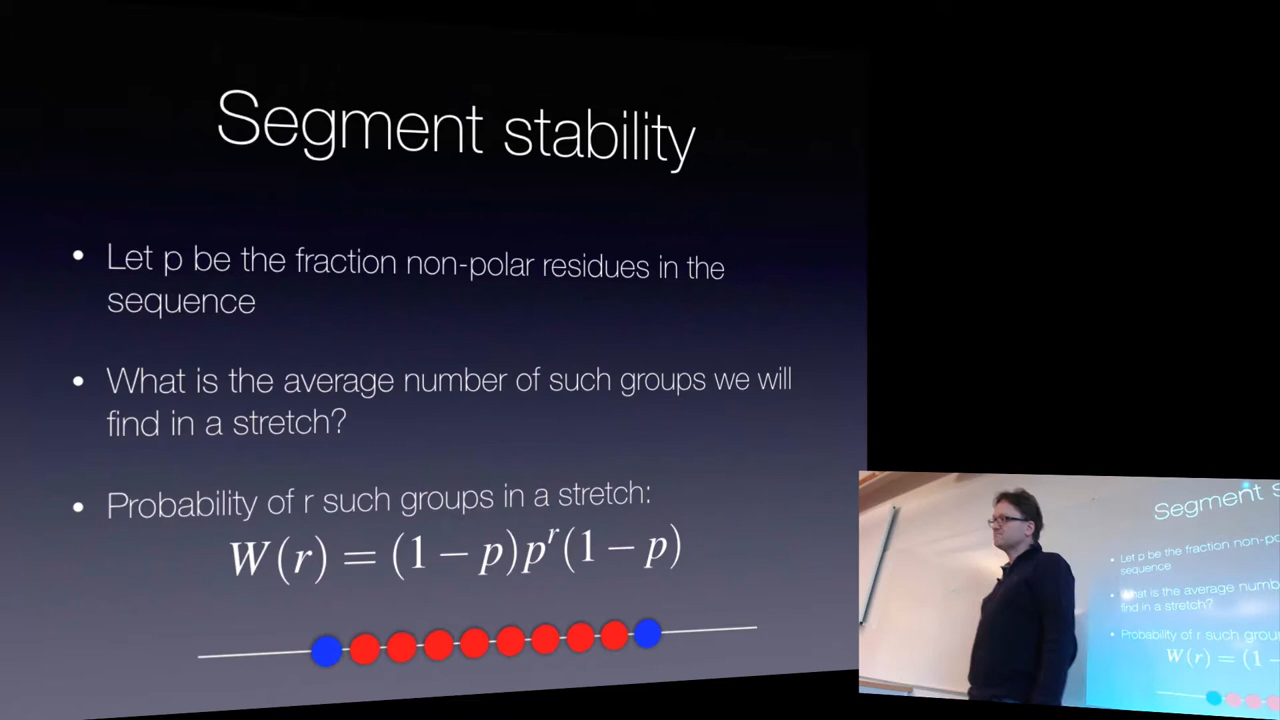 Segment stability
• Let p be the fraction non-polar residues in the
sequence
• What is the average number of such groups we will
find in a stretch?
• Probability of r such groups in a stretch:
W(r) = (1 − p)pʳ(1 − p)
Segment s
• Let p be the fraction non-po
sequence
• What is the average numb
find in a stretch?
• Probability of r such grou
W(r) = (1 −